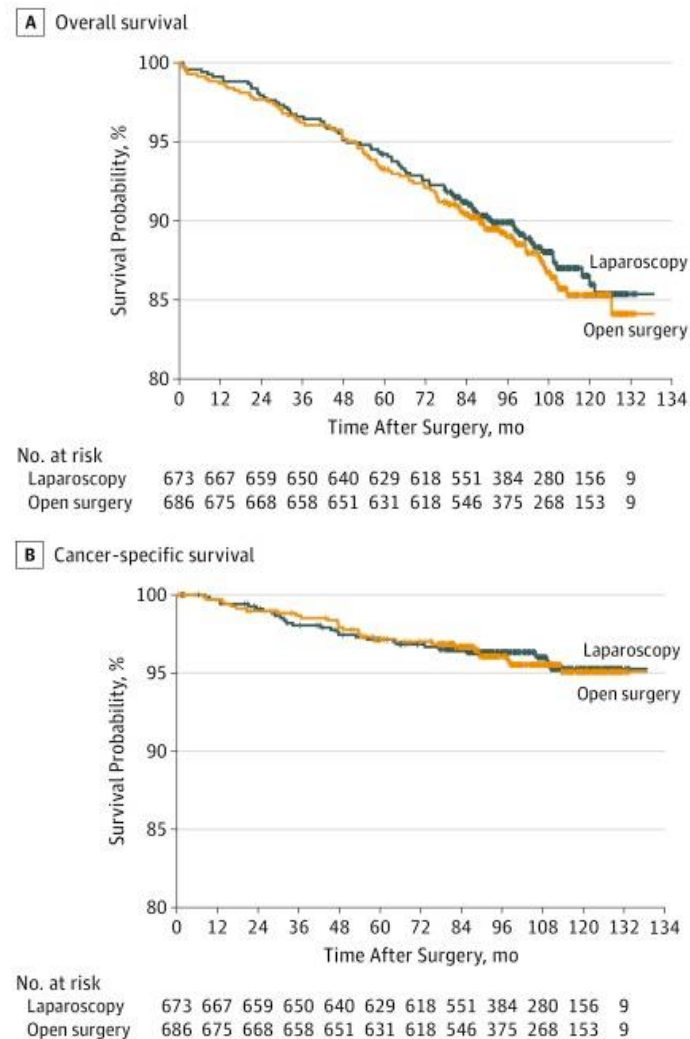 A Overall survival
100
95
90
85
80
Survival Probability, %
Laparoscopy
Open surgery
0 12 24 36 48 60 72 84 96 108 120 132 134
Time After Surgery, mo
No. at risk
Laparoscopy 673 667 659 650 640 629 618 551 384 280 156 9
Open surgery 686 675 668 658 651 631 618 546 375 268 153 9
B Cancer-specific survival
100
95
90
85
80
Survival Probability, %
Laparoscopy
Open surgery
0 12 24 36 48 60 72 84 96 108 120 132 134
Time After Surgery, mo
No. at risk
Laparoscopy 673 667 659 650 640 629 618 551 384 280 156 9
Open surgery 686 675 668 658 651 631 618 546 375 268 153 9